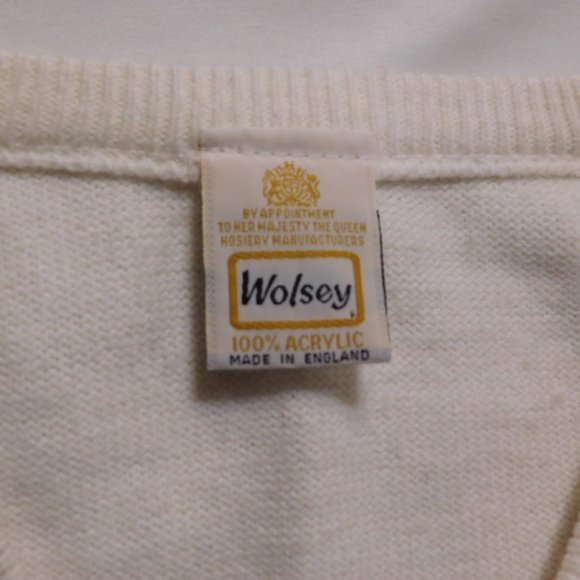 BY APPOINTMENT
TO HER MAJESTY THE QUEEN
HOSIERY MANUFACTURERS
Wolsey
100% ACRYLIC
MADE IN ENGLAND